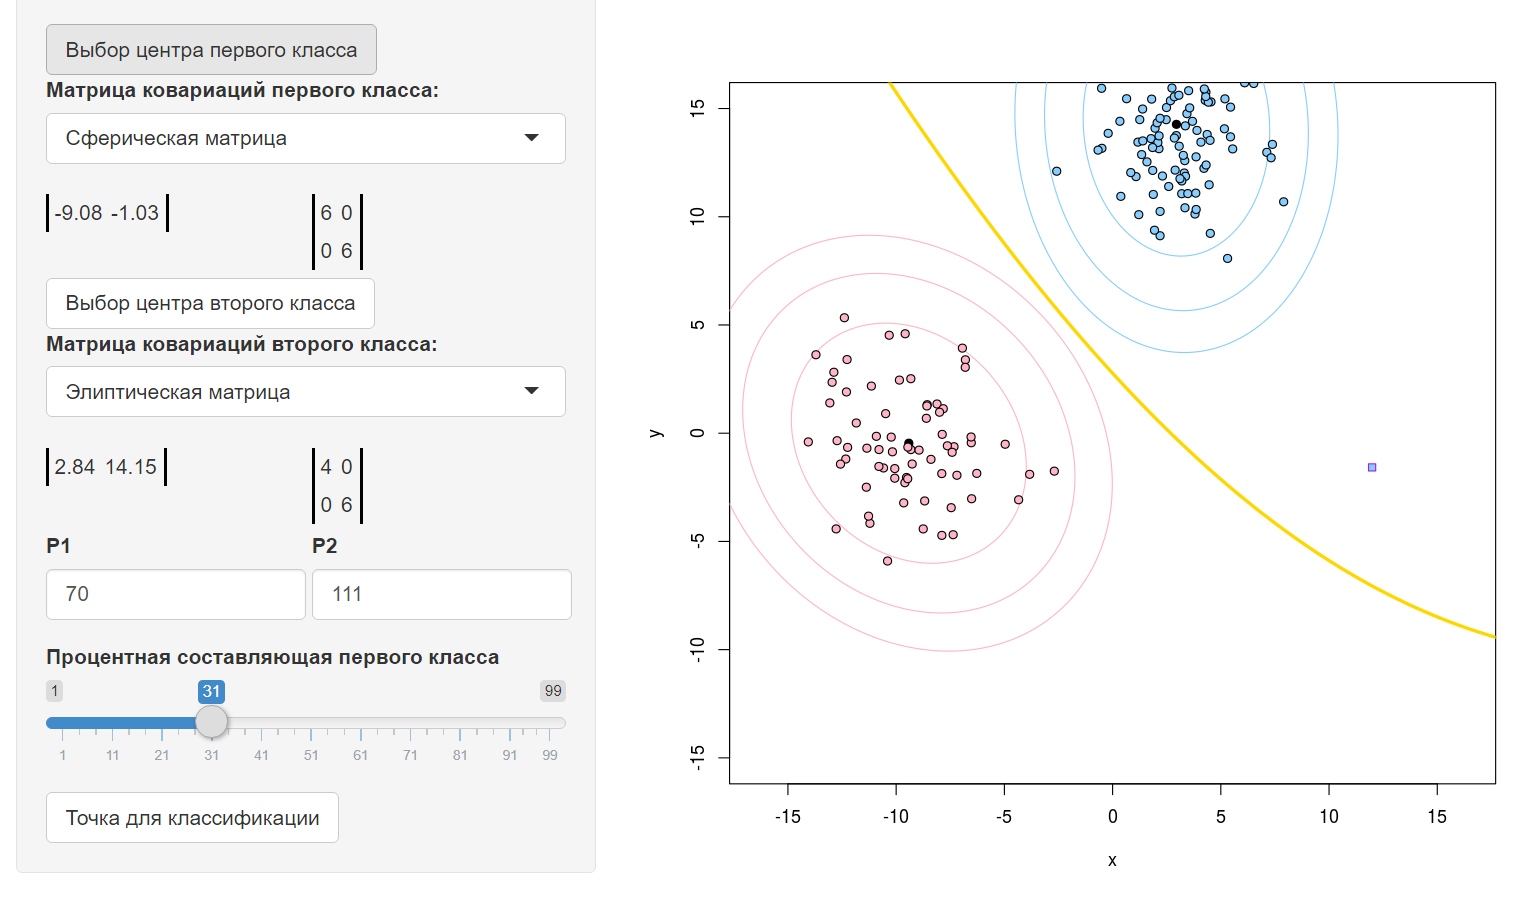 Выбор центра первого класса
Матрица ковариаций первого класса:
Сферическая матрица
-9.08 -1.03
6 0
0 6
Выбор центра второго класса
Матрица ковариаций второго класса:
Элиптическая матрица
2.84 14.15
4 0
0 6
P1 P2
70 111
Процентная составляющая первого класса
1 31 99
1 11 21 31 41 51 61 71 81 91 99
Точка для классификации
15
10
5
0
-5
-10
-15
y
-15 -10 -5 0 5 10 15
x